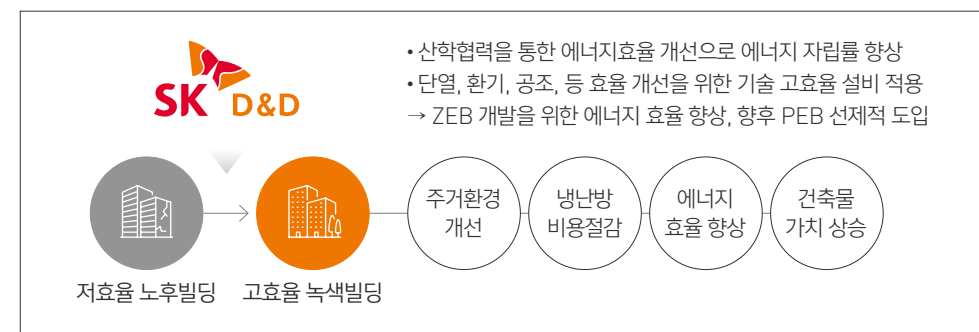 SK D&D
• 산학협력을 통한 에너지효율 개선으로 에너지 자립률 향상
• 단열, 환기, 공조, 등 효율 개선을 위한 기술 고효율 설비 적용
→ ZEB 개발을 위한 에너지 효율 향상, 향후 PEB 선제적 도입
저효율 노후빌딩
고효율 녹색빌딩
주거환경
개선
냉난방
비용절감
에너지
효율 향상
건축물
가치 상승